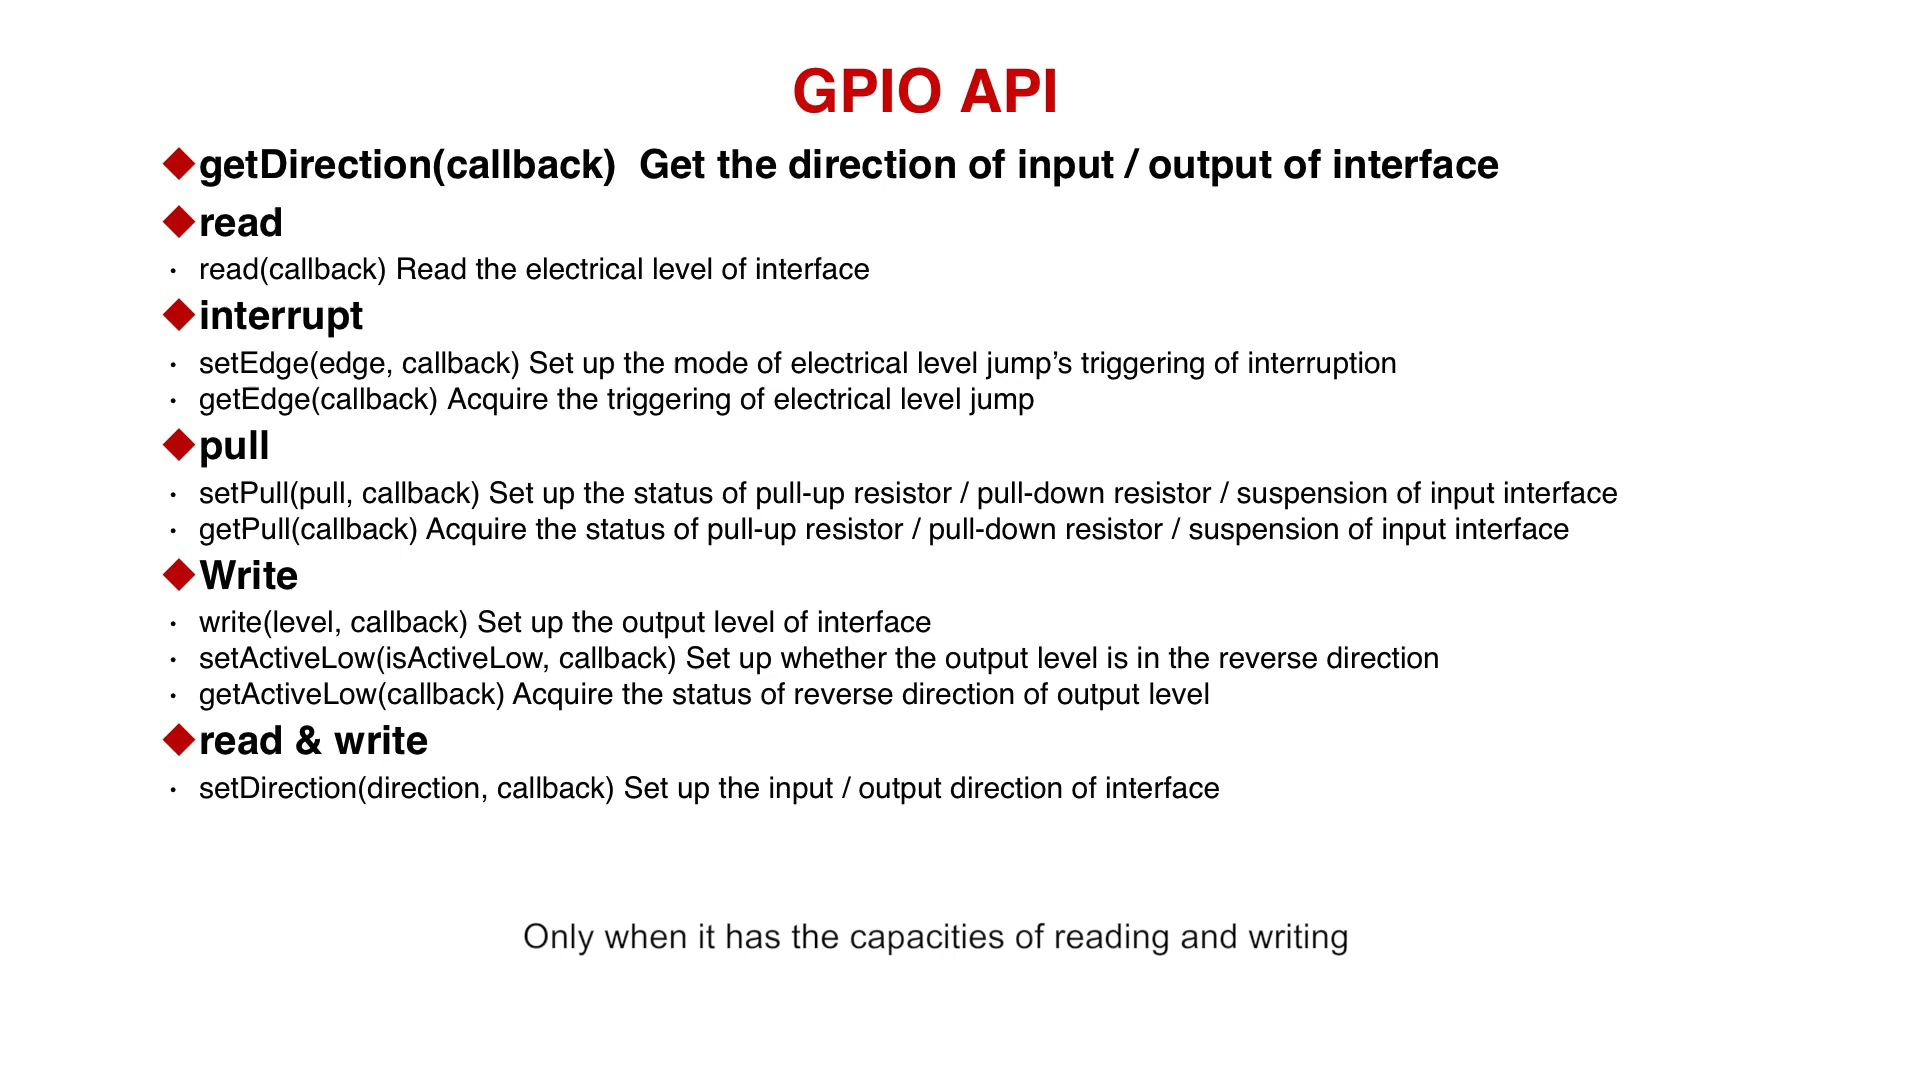 GPIO API
◆getDirection(callback)  Get the direction of input / output of interface
◆read
· read(callback) Read the electrical level of interface
◆interrupt
· setEdge(edge, callback) Set up the mode of electrical level jump’s triggering of interruption
· getEdge(callback) Acquire the triggering of electrical level jump
◆pull
· setPull(pull, callback) Set up the status of pull-up resistor / pull-down resistor / suspension of input interface
· getPull(callback) Acquire the status of pull-up resistor / pull-down resistor / suspension of input interface
◆Write
· write(level, callback) Set up the output level of interface
· setActiveLow(isActiveLow, callback) Set up whether the output level is in the reverse direction
· getActiveLow(callback) Acquire the status of reverse direction of output level
◆read & write
· setDirection(direction, callback) Set up the input / output direction of interface
Only when it has the capacities of reading and writing